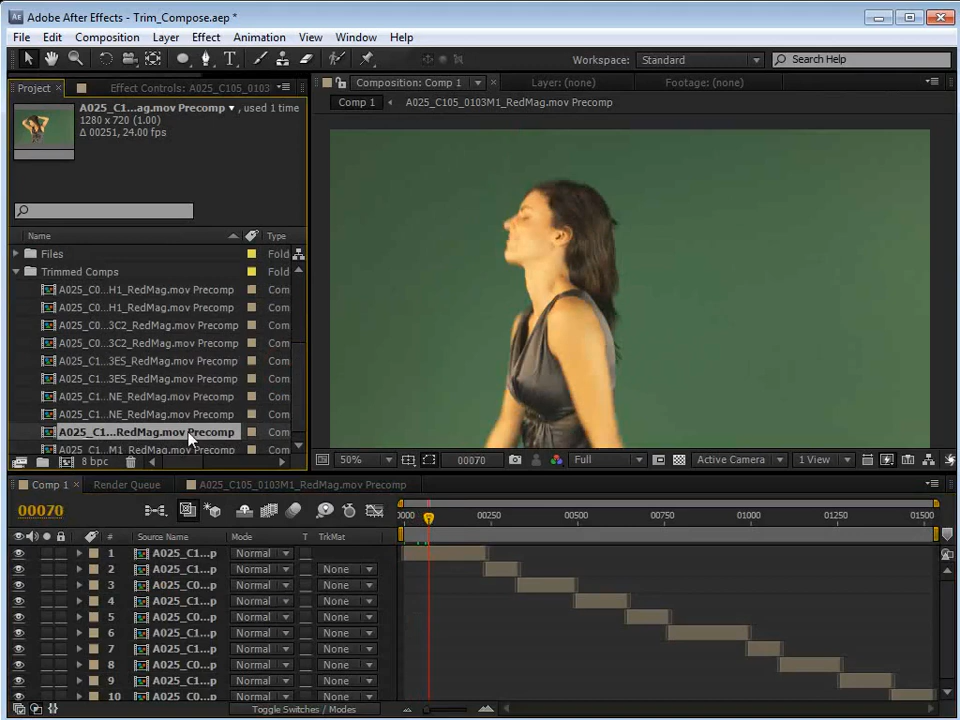 Adobe After Effects - Trim_Compose.aep *
File Edit Composition Layer Effect Animation View Window Help
Workspace: Standard Search Help
Project Effect Controls: A025_C105_0103 Composition: Comp 1 Layer: (none) Footage: (none)
A025_C1...ag.mov Precomp , used 1 time
1280 x 720 (1.00)
Δ 00251, 24.00 fps
Comp 1 A025_C105_0103M1_RedMag.mov Precomp
Name Type
Files Fold
Trimmed Comps Fold
A025_C0...H1_RedMag.mov Precomp Com
A025_C0...H1_RedMag.mov Precomp Com
A025_C0...3C2_RedMag.mov Precomp Com
A025_C0...3C2_RedMag.mov Precomp Com
A025_C1...3ES_RedMag.mov Precomp Com
A025_C1...3ES_RedMag.mov Precomp Com
A025_C1...NE_RedMag.mov Precomp Com
A025_C1...NE_RedMag.mov Precomp Com
A025_C1...RedMag.mov Precomp Com
A025_C1...M1_RedMag.mov Precomp Com
8 bpc
50% 00070 Full Active Camera 1 View
Comp 1 Render Queue A025_C105_0103M1_RedMag.mov Precomp
00070
0000 00250 00500 00750 01000 01250 01500
# Source Name Mode T TrkMat
1 A025_C1...p Normal
2 A025_C1...p Normal None
3 A025_C0...p Normal None
4 A025_C1...p Normal None
5 A025_C0...p Normal None
6 A025_C1...p Normal None
7 A025_C1...p Normal None
8 A025_C0...p Normal None
9 A025_C1...p Normal None
10 A025_C0...p Normal None
Toggle Switches / Modes